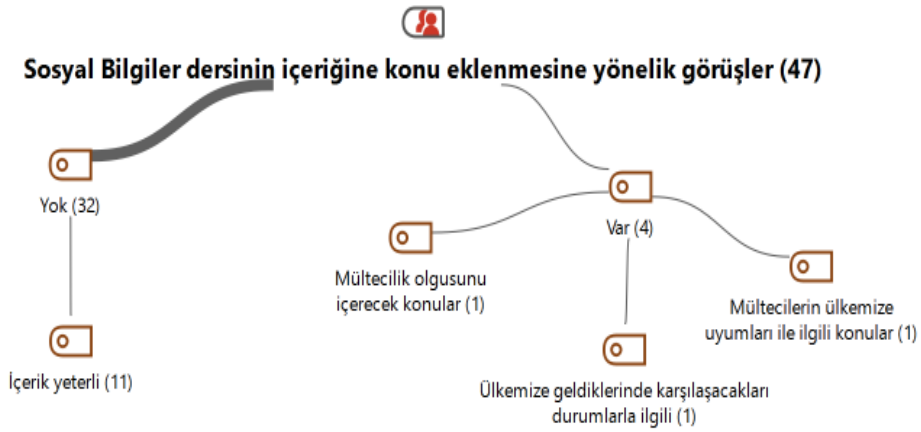 Sosyal Bilgiler dersinin içeriğine konu eklenmesine yönelik görüşler (47)
Yok (32)
Var (4)
Mültecilik olgusunu
içerecek konular (1)
Mültecilerin ülkemize
uyumları ile ilgili konular (1)
İçerik yeterli (11)
Ülkemize geldiklerinde karşılaşacakları
durumlarla ilgili (1)